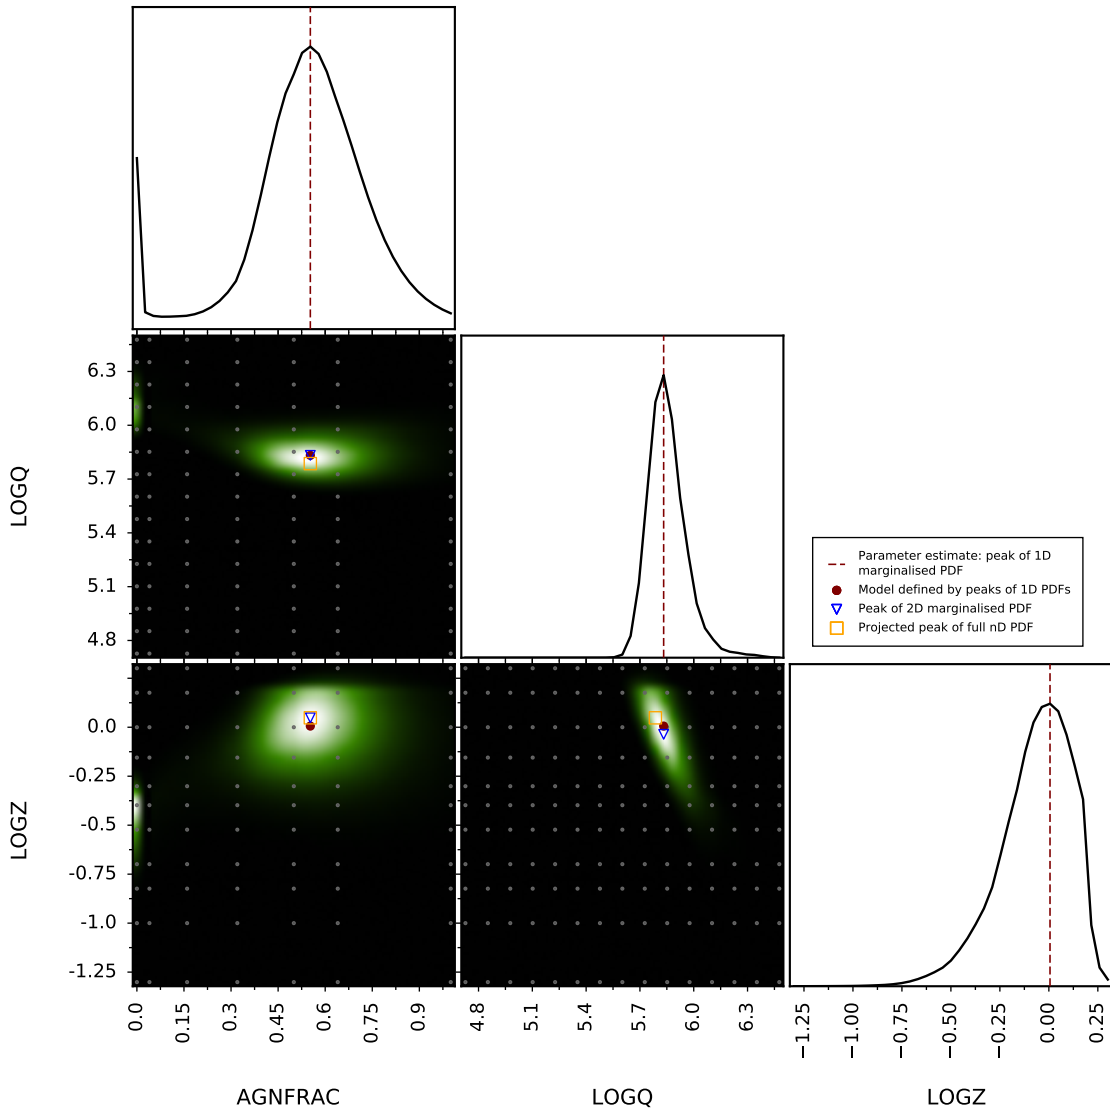 6.3
6.0
5.7
5.4
5.1
4.8
LOGQ
Parameter estimate: peak of 1D
marginalised PDF
Model defined by peaks of 1D PDFs
Peak of 2D marginalised PDF
Projected peak of full nD PDF
0.0
-0.25
-0.5
-0.75
-1.0
-1.25
LOGZ
0.0 0.15 0.3 0.45 0.6 0.75 0.9
4.8 5.1 5.4 5.7 6.0 6.3
−1.25 −1.00 −0.75 −0.50 −0.25 0.00 0.25
AGNFRAC LOGQ LOGZ